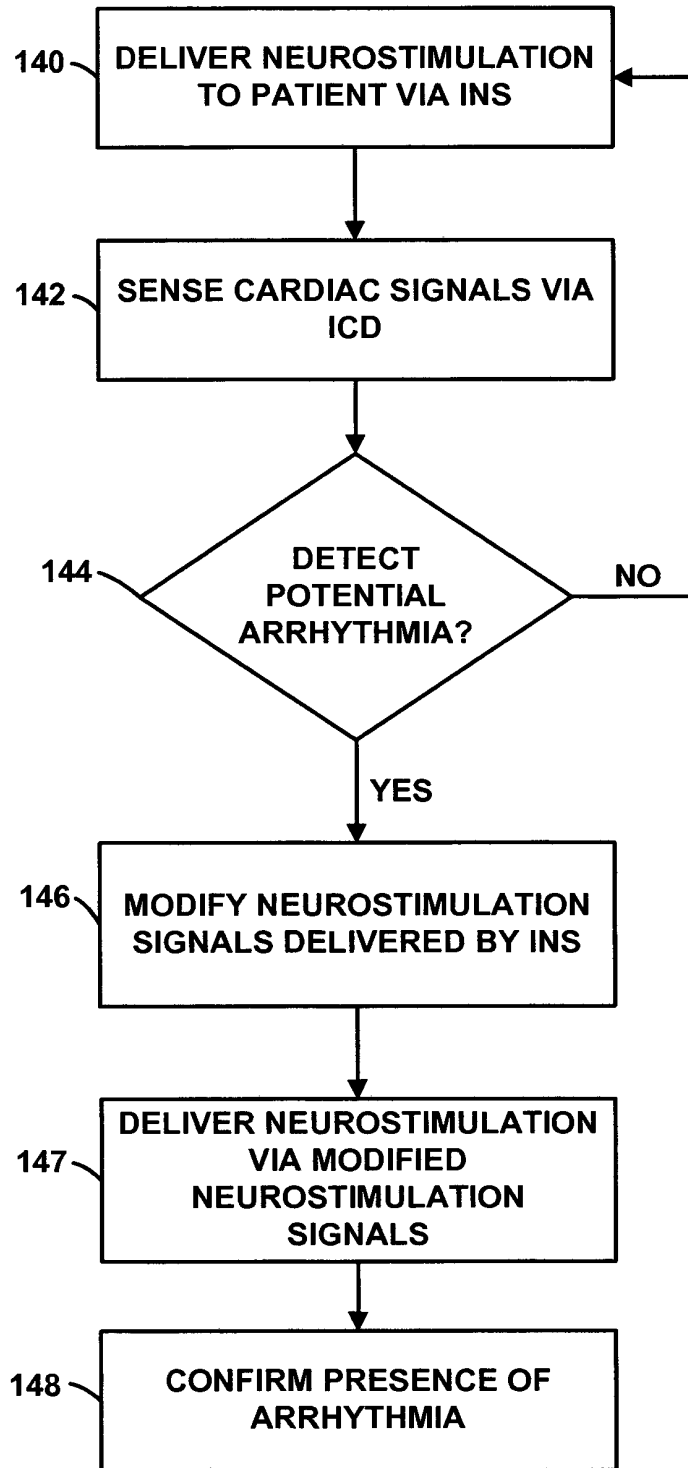 140
DELIVER NEUROSTIMULATION
TO PATIENT VIA INS
142
SENSE CARDIAC SIGNALS VIA
ICD
144
DETECT
POTENTIAL
ARRHYTHMIA?
NO
YES
146
MODIFY NEUROSTIMULATION
SIGNALS DELIVERED BY INS
147
DELIVER NEUROSTIMULATION
VIA MODIFIED
NEUROSTIMULATION
SIGNALS
148
CONFIRM PRESENCE OF
ARRHYTHMIA